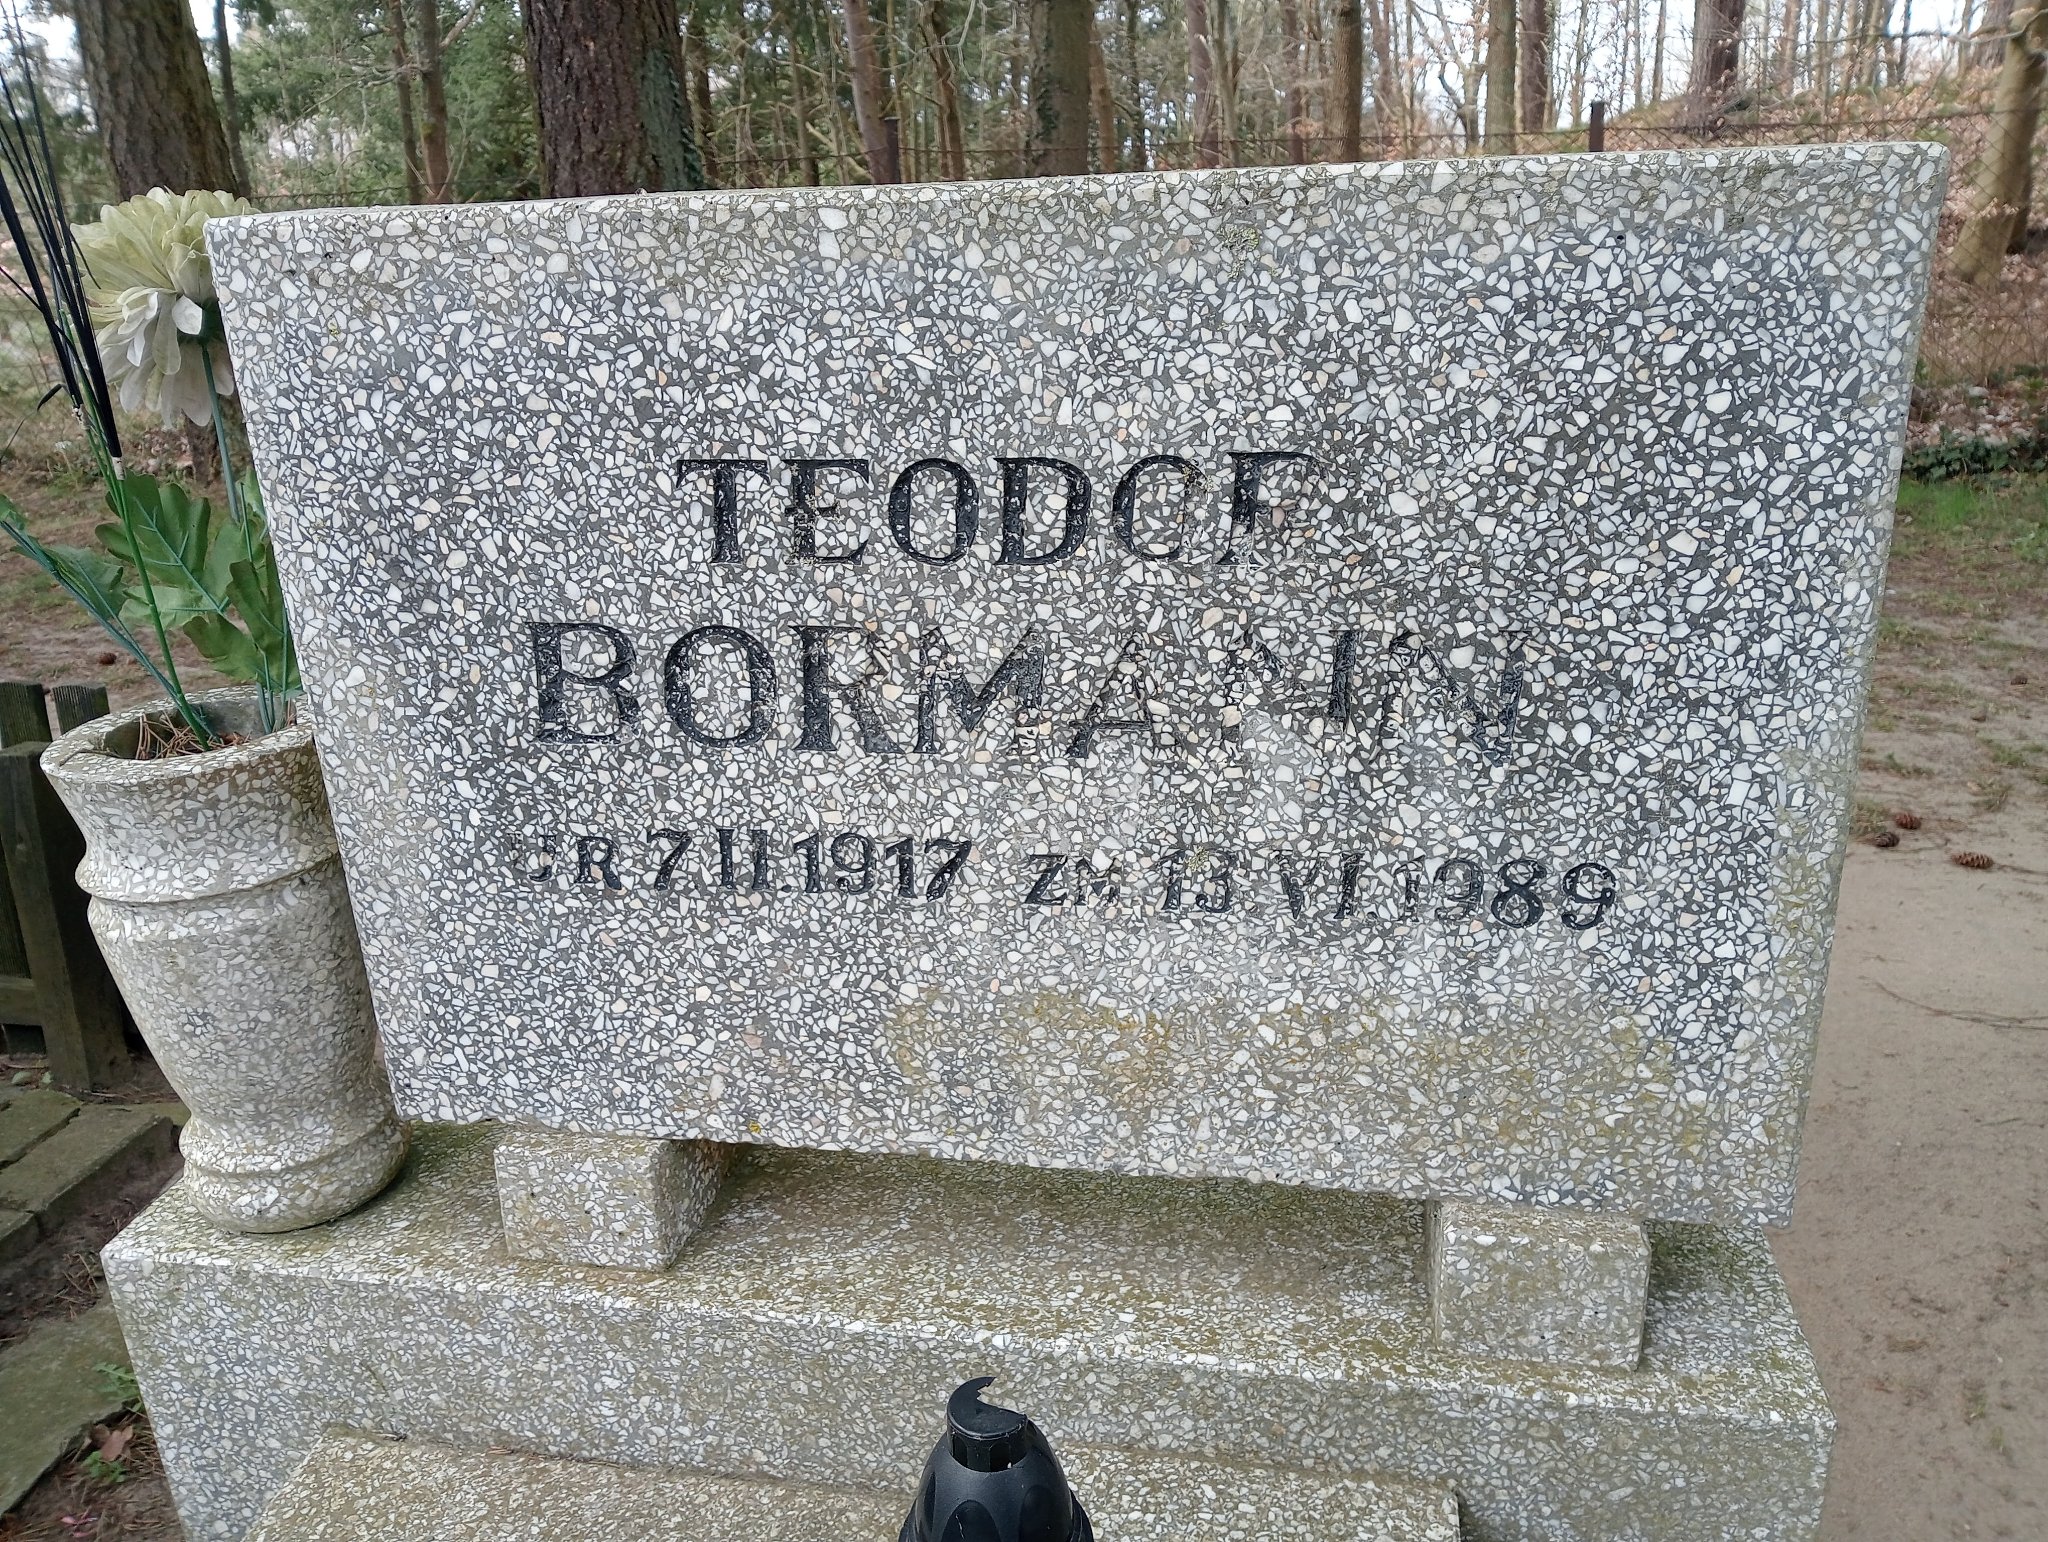 TEODOR
BORMANN
UR 7.II.1917 ZM 13 VI.1989